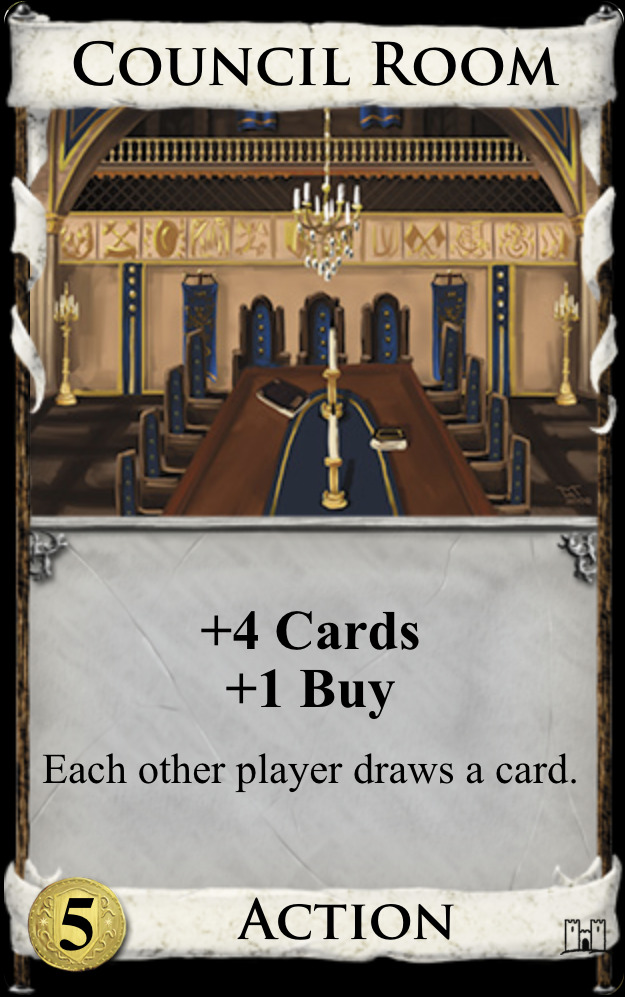 Council Room
+4 Cards
+1 Buy
Each other player draws a card.
5
Action